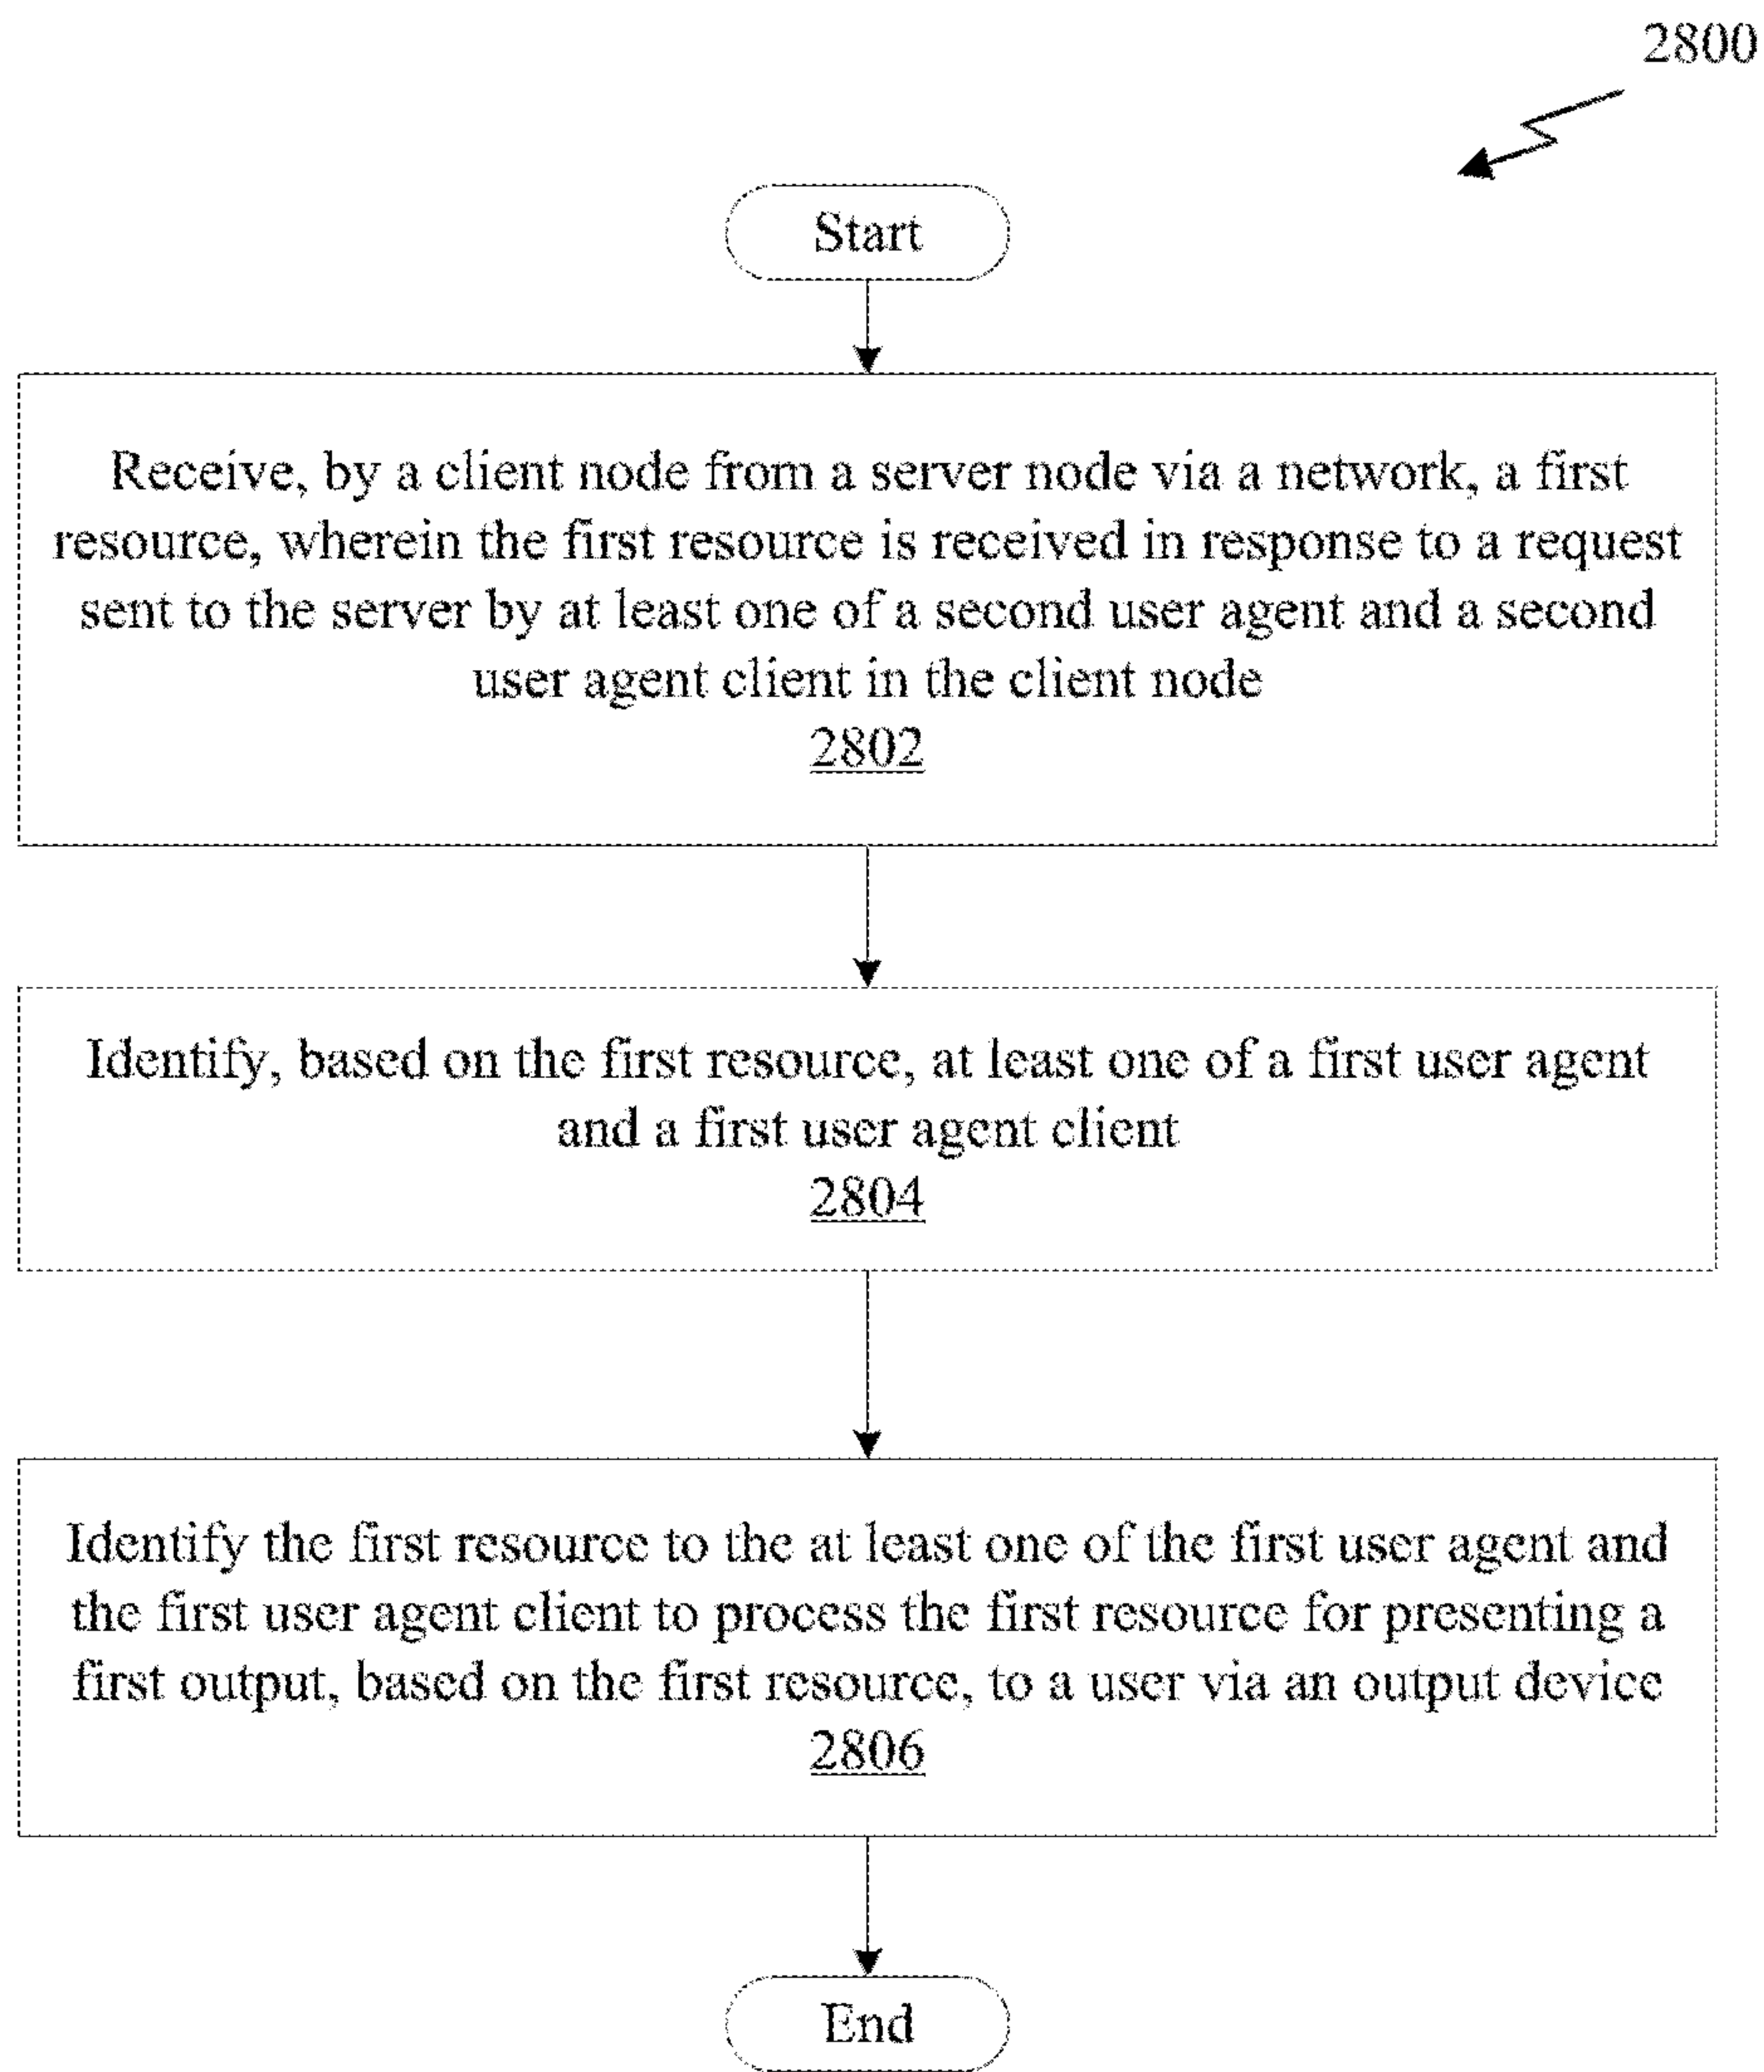 2800
Start
Receive, by a client node from a server node via a network, a first
resource, wherein the first resource is received in response to a request
sent to the server by at least one of a second user agent and a second
user agent client in the client node
2802
Identify, based on the first resource, at least one of a first user agent
and a first user agent client
2804
Identify the first resource to the at least one of the first user agent and
the first user agent client to process the first resource for presenting a
first output, based on the first resource, to a user via an output device
2806
End